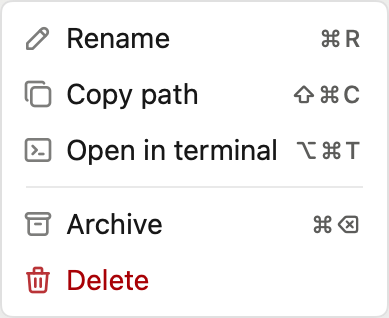 Rename ⌘R
Copy path ⇧⌘C
Open in terminal ⌥⌘T
Archive ⌘⌫
Delete